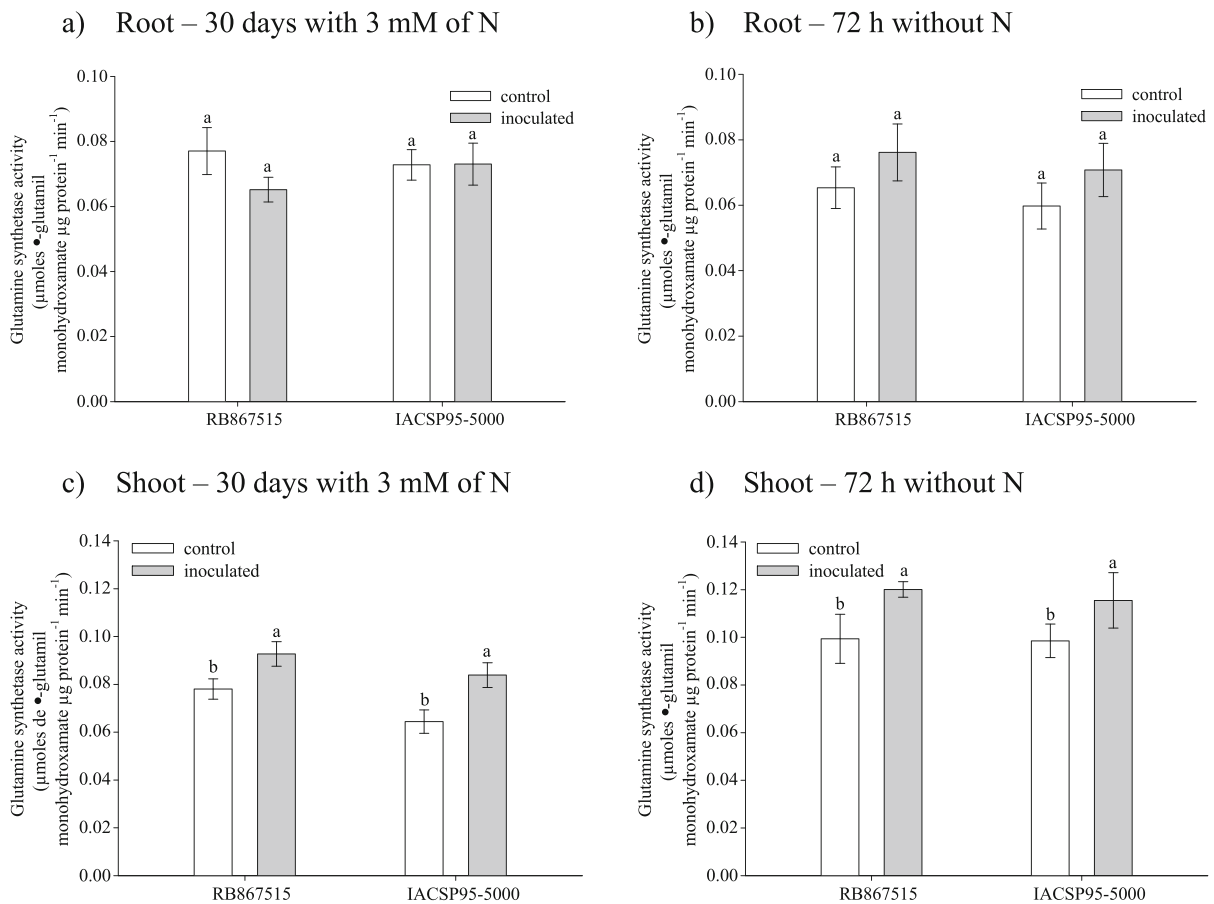 a) Root – 30 days with 3 mM of N
Glutamine synthetase activity
(μmoles •-glutamil
monohydroxamate μg protein⁻¹ min⁻¹)
0.10
0.08
0.06
0.04
0.02
0.00
control
inoculated
a
a
a
a
RB867515
IACSP95-5000
b) Root – 72 h without N
Glutamine synthetase activity
(μmoles •-glutamil
monohydroxamate μg protein⁻¹ min⁻¹)
0.10
0.08
0.06
0.04
0.02
0.00
control
inoculated
a
a
a
a
RB867515
IACSP95-5000
c) Shoot – 30 days with 3 mM of N
Glutamine synthetase activity
(μmoles de •-glutamil
monohydroxamate μg protein⁻¹ min⁻¹)
0.14
0.12
0.10
0.08
0.06
0.04
0.02
0.00
control
inoculated
b
a
b
a
RB867515
IACSP95-5000
d) Shoot – 72 h without N
Glutamine synthetase activity
(μmoles •-glutamil
monohydroxamate μg protein⁻¹ min⁻¹)
0.14
0.12
0.10
0.08
0.06
0.04
0.02
0.00
control
inoculated
b
a
b
a
RB867515
IACSP95-5000